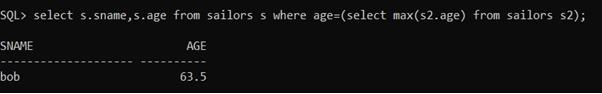 SQL> select s.sname,s.age from sailors s where age=(select max(s2.age) from sailors s2);
SNAME                       AGE
-------------------- ----------
bob                        63.5